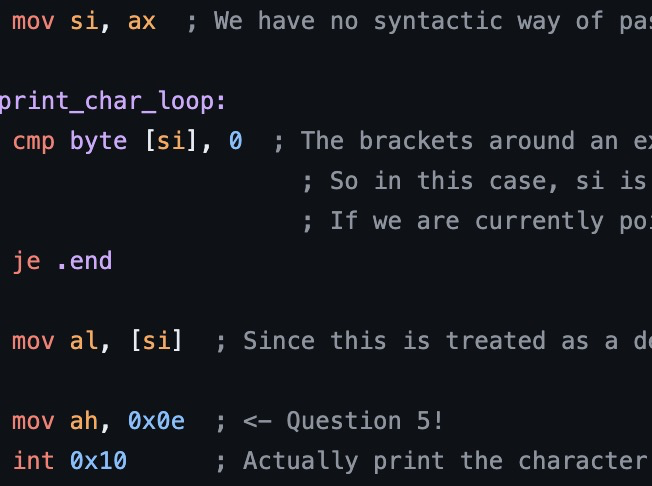 mov si, ax ; We have no syntactic way of pas
print_char_loop:
cmp byte [si], 0 ; The brackets around an ex
; So in this case, si is
; If we are currently poi
je .end
mov al, [si] ; Since this is treated as a de
mov ah, 0x0e ; <- Question 5!
int 0x10 ; Actually print the character